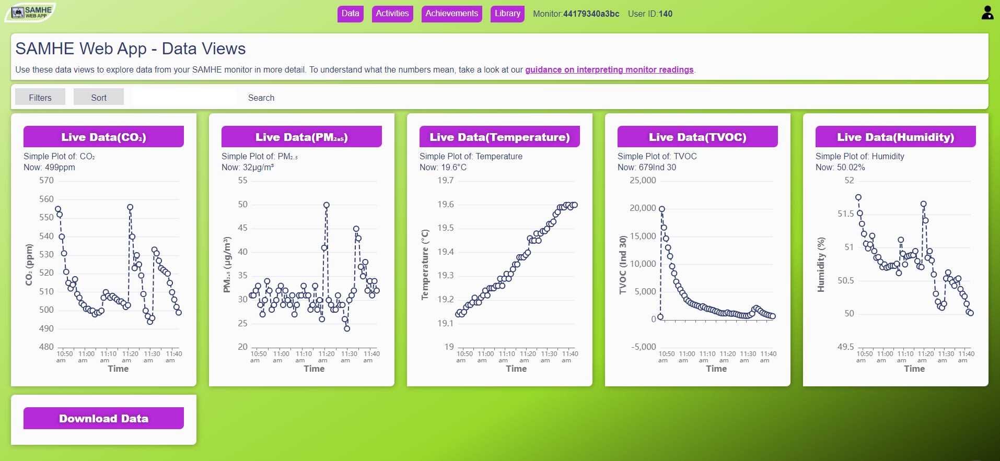 SAMHE
WEB APP
Data
Activities
Achievements
Library
Monitor:44179340a3bc
User ID:140
SAMHE Web App - Data Views
Use these data views to explore data from your SAMHE monitor in more detail. To understand what the numbers mean, take a look at our guidance on interpreting monitor readings.
Filters
Sort
Search
Live Data(CO₂)
Simple Plot of: CO₂
Now: 499ppm
570
560
550
540
530
520
510
500
490
480
CO₂ (ppm)
10:50 am
11:00 am
11:10 am
11:20 am
11:30 am
11:40 am
Time
Live Data(PM₂.₅)
Simple Plot of: PM₂.₅
Now: 32µg/m³
55
50
45
40
35
30
25
20
PM₂.₅ (µg/m³)
10:50 am
11:00 am
11:10 am
11:20 am
11:30 am
11:40 am
Time
Live Data(Temperature)
Simple Plot of: Temperature
Now: 19.6°C
19.7
19.6
19.5
19.4
19.3
19.2
19.1
19
Temperature (°C)
10:50 am
11:00 am
11:10 am
11:20 am
11:30 am
11:40 am
Time
Live Data(TVOC)
Simple Plot of: TVOC
Now: 679Ind 30
25,000
20,000
15,000
10,000
5,000
0
-5,000
TVOC (Ind 30)
10:50 am
11:00 am
11:10 am
11:20 am
11:30 am
11:40 am
Time
Live Data(Humidity)
Simple Plot of: Humidity
Now: 50.02%
52
51.5
51
50.5
50
49.5
Humidity (%)
10:50 am
11:00 am
11:10 am
11:20 am
11:30 am
11:40 am
Time
Download Data